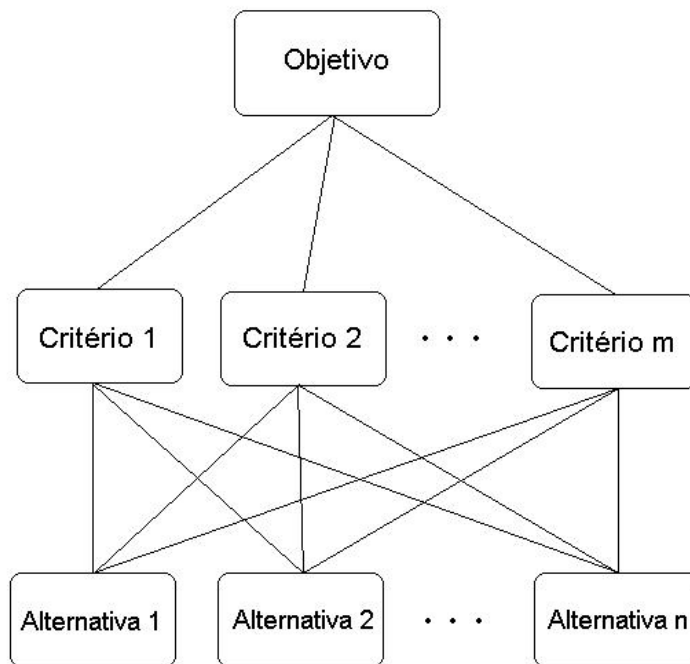 Objetivo
Critério 1
Critério 2
. . .
Critério m
Alternativa 1
Alternativa 2
. . .
Alternativa n